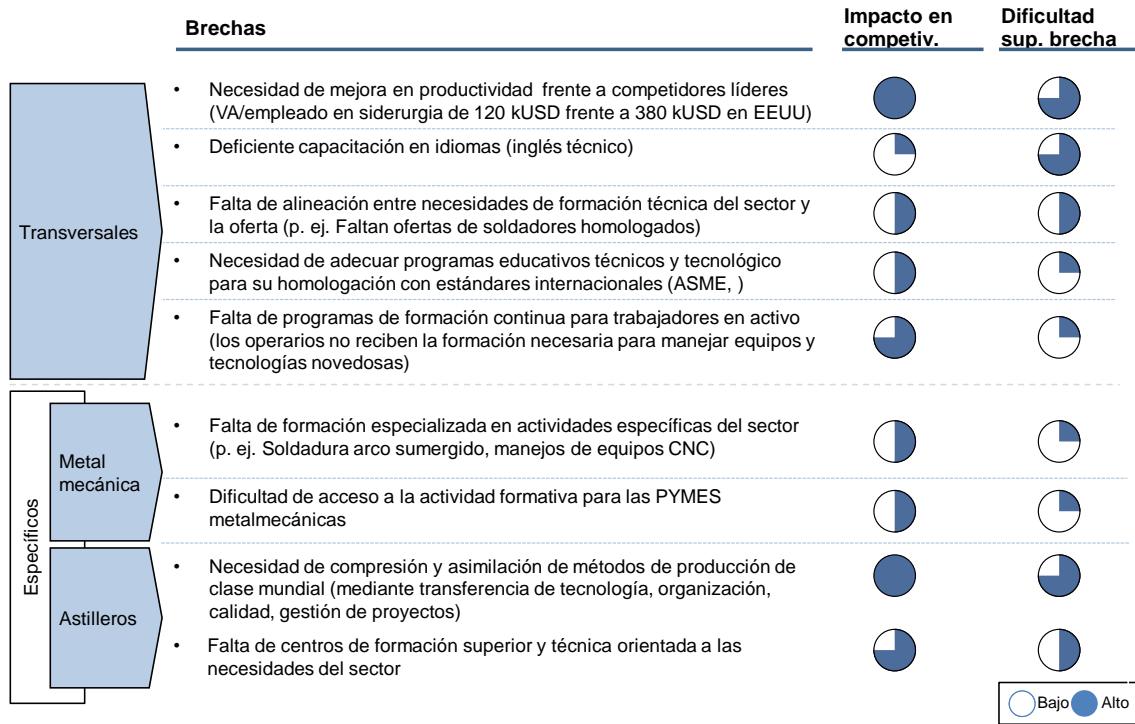 Brechas
Impacto en
competiv.
Dificultad
sup. brecha
Transversales
• Necesidad de mejora en productividad frente a competidores líderes
(VA/empleado en siderurgia de 120 kUSD frente a 380 kUSD en EEUU)
• Deficiente capacitación en idiomas (inglés técnico)
• Falta de alineación entre necesidades de formación técnica del sector y
la oferta (p. ej. Faltan ofertas de soldadores homologados)
• Necesidad de adecuar programas educativos técnicos y tecnológico
para su homologación con estándares internacionales (ASME, )
• Falta de programas de formación continua para trabajadores en activo
(los operarios no reciben la formación necesaria para manejar equipos y
tecnologías novedosas)
Específicos
Metal
mecánica
• Falta de formación especializada en actividades específicas del sector
(p. ej. Soldadura arco sumergido, manejos de equipos CNC)
• Dificultad de acceso a la actividad formativa para las PYMES
metalmecánicas
Astilleros
• Necesidad de compresión y asimilación de métodos de producción de
clase mundial (mediante transferencia de tecnología, organización,
calidad, gestión de proyectos)
• Falta de centros de formación superior y técnica orientada a las
necesidades del sector
Bajo
Alto